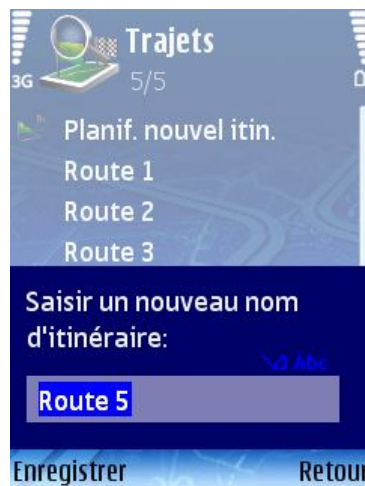 Trajets
3G
5/5
Planif. nouvel itin.
Route 1
Route 2
Route 3
Saisir un nouveau nom
d'itinéraire:
Abc
Route 5
Enregistrer Retour